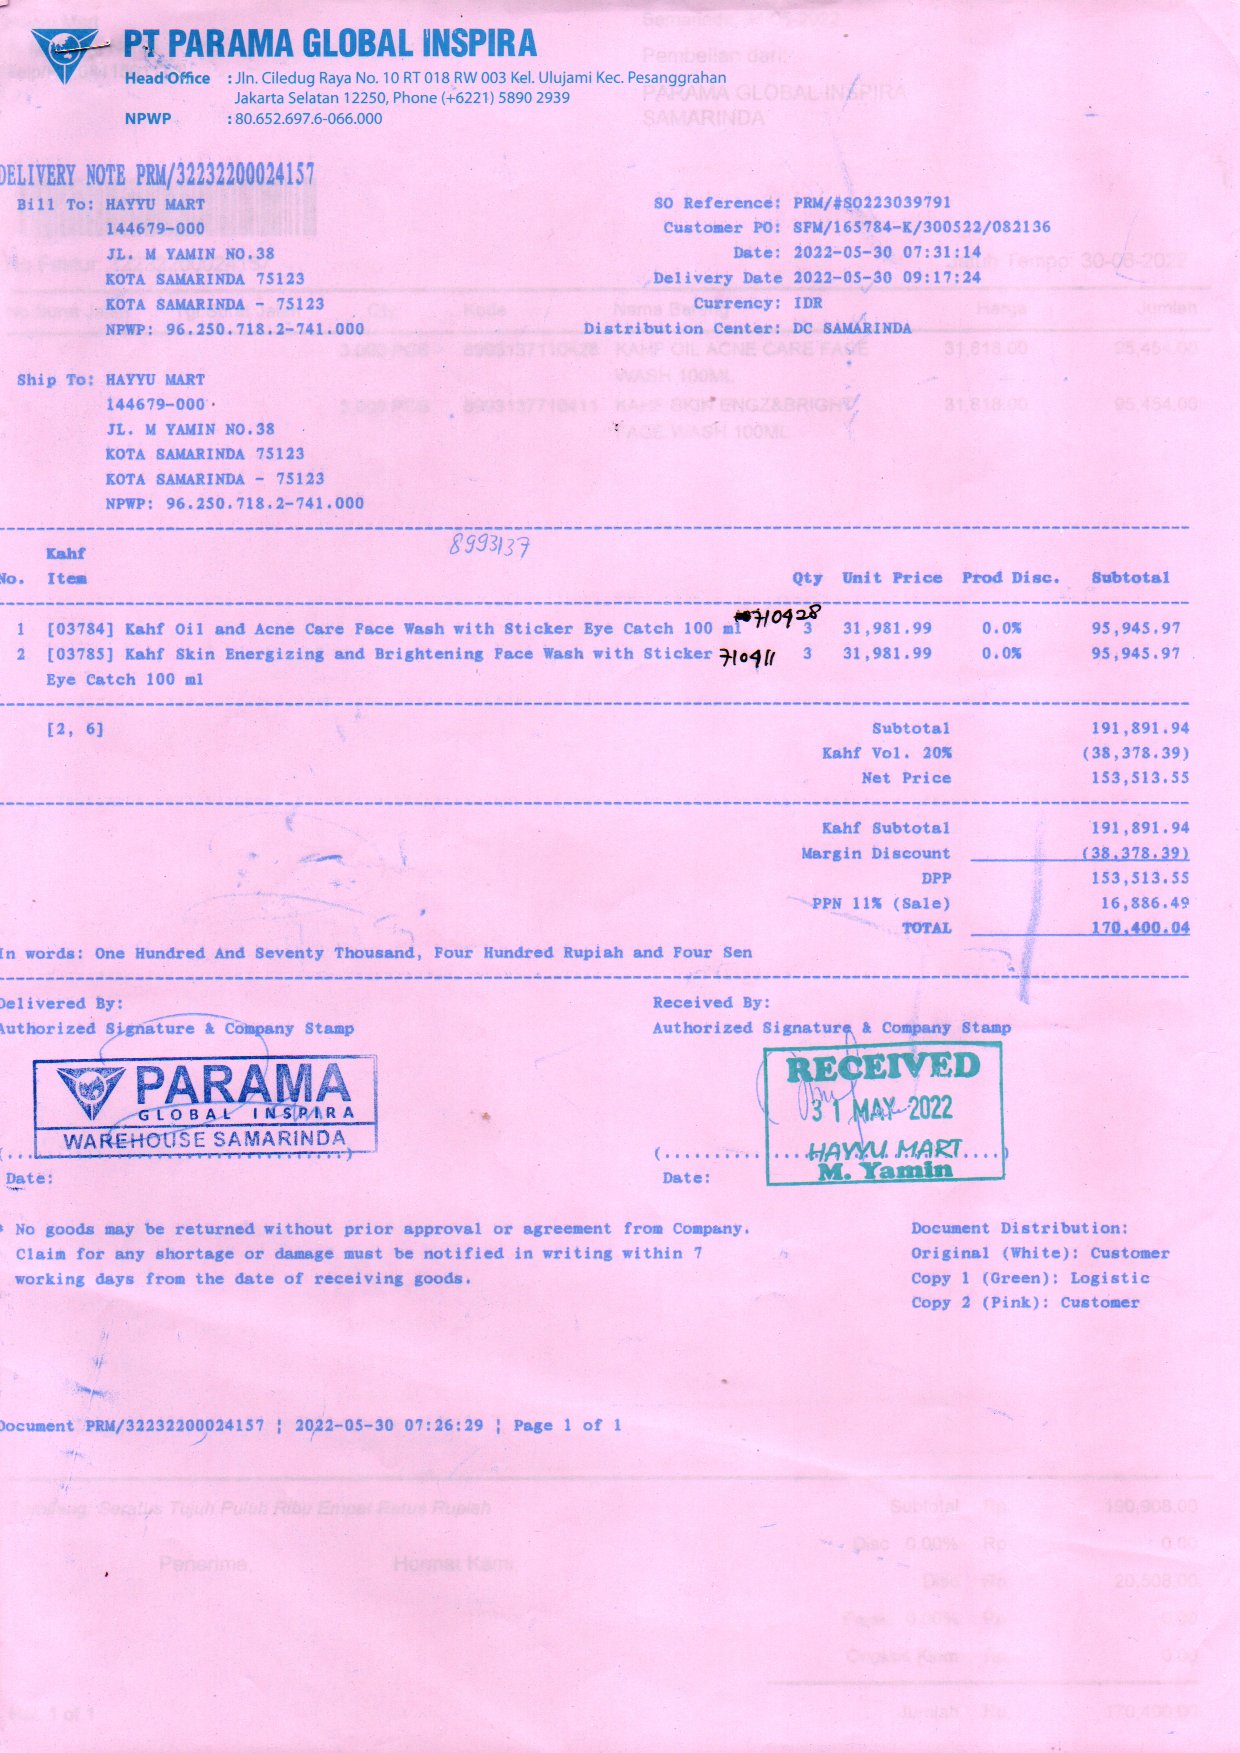 PT PARAMA GLOBAL INSPIRA
Head Office : Jln. Ciledug Raya No. 10 RT 018 RW 003 Kel. Ulujami Kec. Pesanggrahan
Jakarta Selatan 12250, Phone (+6221) 5890 2939
NPWP : 80.652.697.6-066.000
DELIVERY NOTE PRM/32232200024157
Bill To: HAYYU MART
144679-000
JL. M YAMIN NO.38
KOTA SAMARINDA 75123
KOTA SAMARINDA - 75123
NPWP: 96.250.718.2-741.000
SO Reference: PRM/#SO223039791
Customer PO: SFM/165784-K/300522/082136
Date: 2022-05-30 07:31:14
Delivery Date 2022-05-30 09:17:24
Currency: IDR
Distribution Center: DC SAMARINDA
Ship To: HAYYU MART
144679-000
JL. M YAMIN NO.38
KOTA SAMARINDA 75123
KOTA SAMARINDA - 75123
NPWP: 96.250.718.2-741.000
8993137
Kahf
No. Item Qty Unit Price Prod Disc. Subtotal
710428
1 [03784] Kahf Oil and Acne Care Face Wash with Sticker Eye Catch 100 ml 3 31,981.99 0.0% 95,945.97
2 [03785] Kahf Skin Energizing and Brightening Face Wash with Sticker 710411 3 31,981.99 0.0% 95,945.97
Eye Catch 100 ml
[2, 6] Subtotal 191,891.94
Kahf Vol. 20% (38,378.39)
Net Price 153,513.55
Kahf Subtotal 191,891.94
Margin Discount (38,378.39)
DPP 153,513.55
PPN 11% (Sale) 16,886.49
TOTAL 170,400.04
In words: One Hundred And Seventy Thousand, Four Hundred Rupiah and Four Sen
Delivered By:
Authorized Signature & Company Stamp
PARAMA
GLOBAL INSPIRA
WAREHOUSE SAMARINDA
Date:
Received By:
Authorized Signature & Company Stamp
RECEIVED
31 MAY 2022
HAYYU MART
M. Yamin
Date:
* No goods may be returned without prior approval or agreement from Company.
Claim for any shortage or damage must be notified in writing within 7
working days from the date of receiving goods.
Document Distribution:
Original (White): Customer
Copy 1 (Green): Logistic
Copy 2 (Pink): Customer
Document PRM/32232200024157 ¦ 2022-05-30 07:26:29 ¦ Page 1 of 1